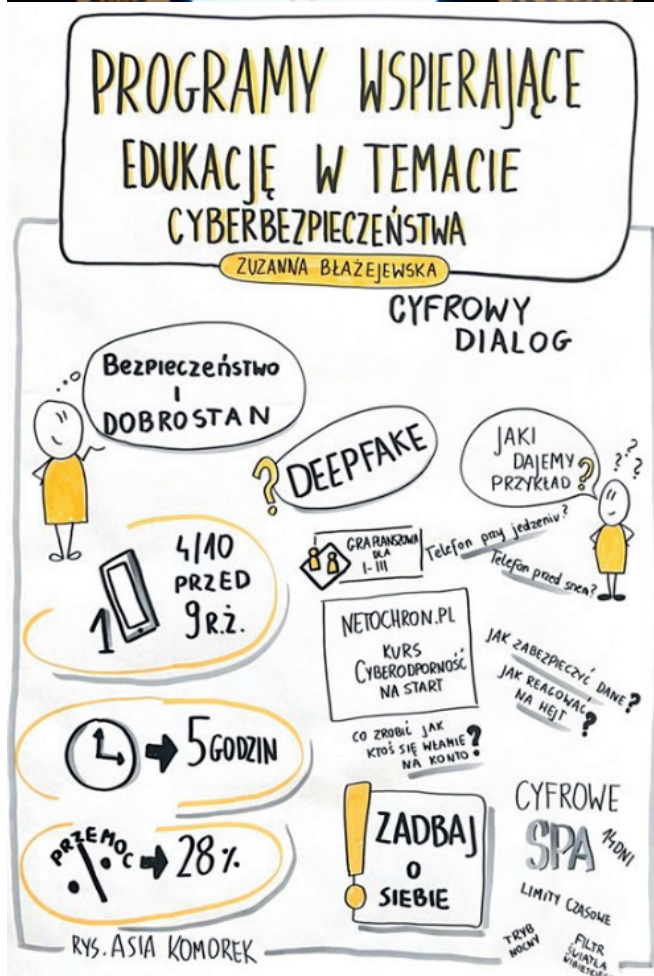 PROGRAMY WSPIERAJĄCE
EDUKACJĘ W TEMACIE
CYBERBEZPIECZEŃSTWA
ZUZANNA BŁAŻEJEWSKA
CYFROWY
DIALOG
BEZPIECZEŃSTWO
I
DOBROSTAN
? DEEPFAKE
JAKI
DAJEMY
PRZYKŁAD ?
? ? ?
1
4/10
PRZED
9 R.Ż.
GRA PLANSZOWA
DLA
I-III
Telefon przy jedzeniu?
Telefon przed snem?
NETOCHRON.PL
KURS
CYBERODPORNOŚĆ
NA START
JAK ZABEZPIECZYĆ DANE?
JAK REAGOWAĆ
NA HEJT?
CO ZROBIĆ JAK
KTOŚ SIĘ WŁAMIE
NA KONTO?
5 GODZIN
PRZEMOC
%
28%
!
ZADBAJ
O
SIEBIE
CYFROWE
SPA 14 DNI
LIMITY CZASOWE
TRYB
NOCNY
FILTR
ŚWIATŁA
RYS. ASIA KOMOREK